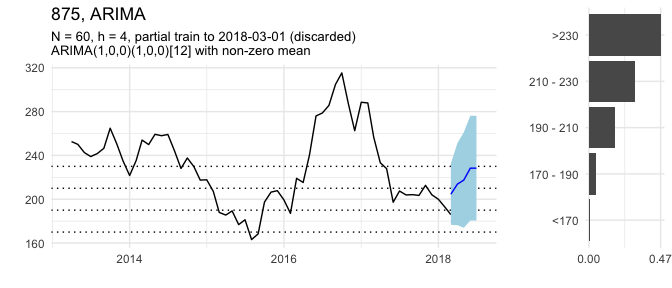 875, ARIMA
N = 60, h = 4, partial train to 2018-03-01 (discarded)
ARIMA(1,0,0)(1,0,0)[12] with non-zero mean
320
280
240
200
160
2014
2016
2018
>230
210 - 230
190 - 210
170 - 190
<170
0.00
0.47